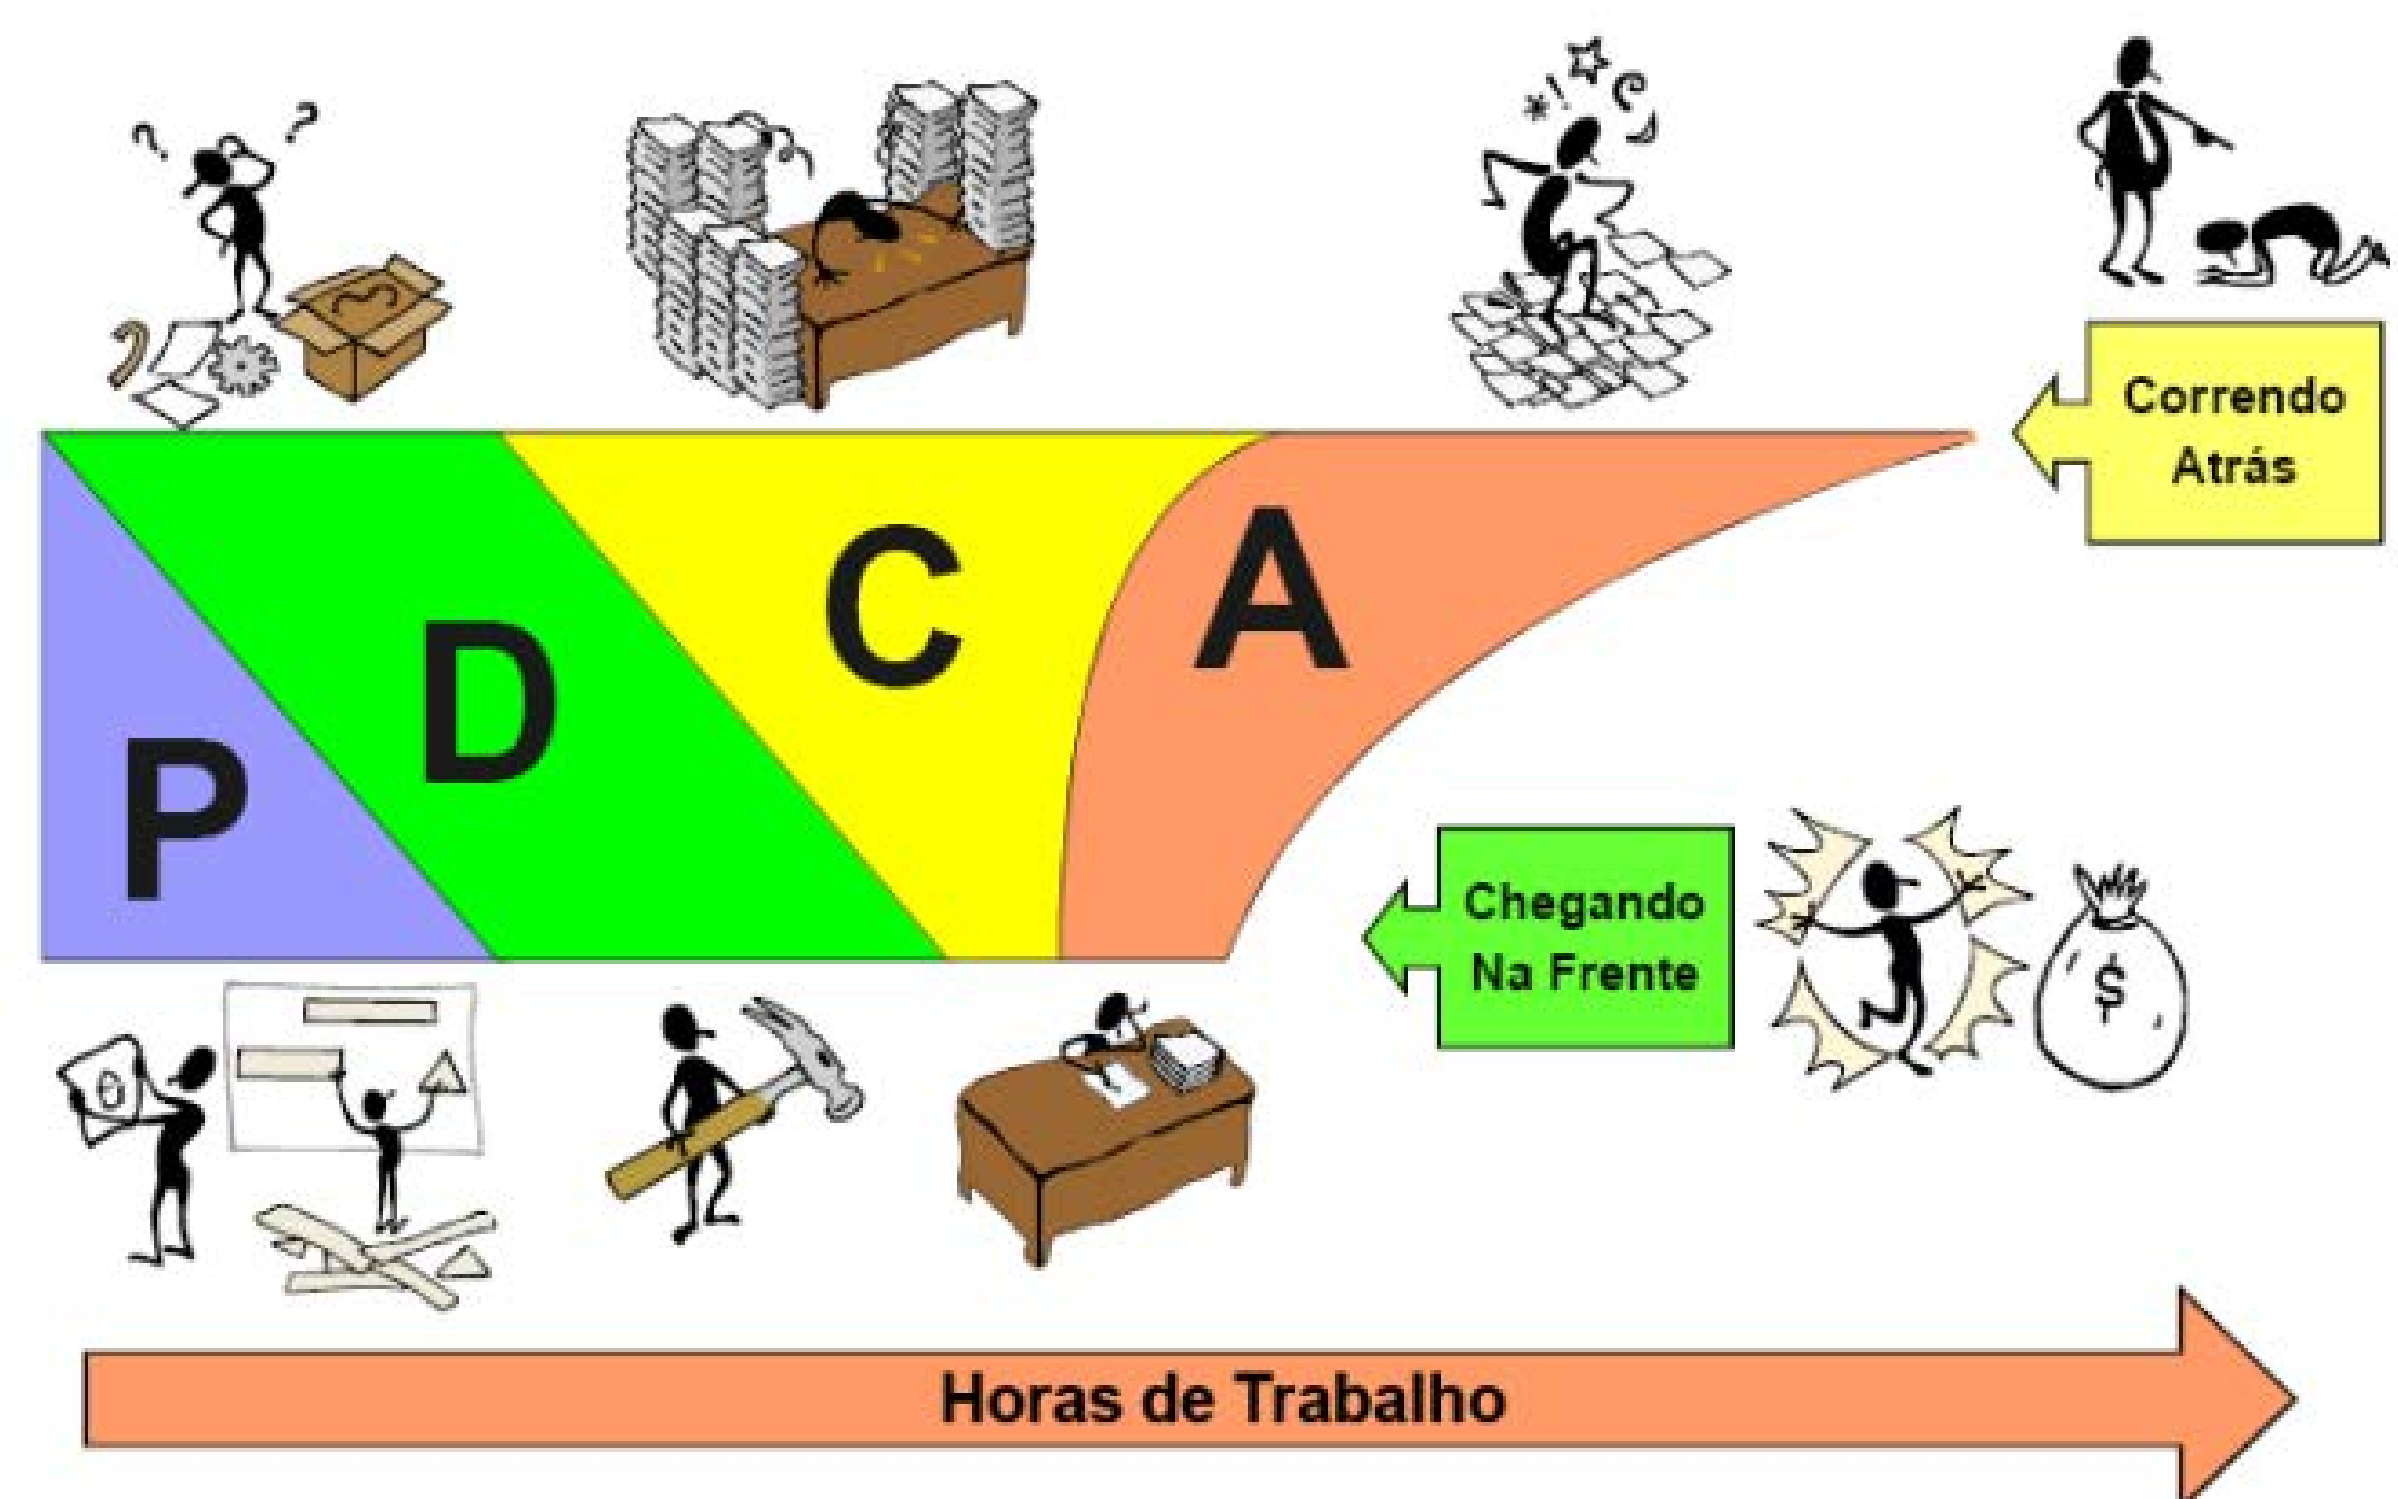 Correndo
Atrás
P
D
C
A
Chegando
Na Frente
$
Horas de Trabalho